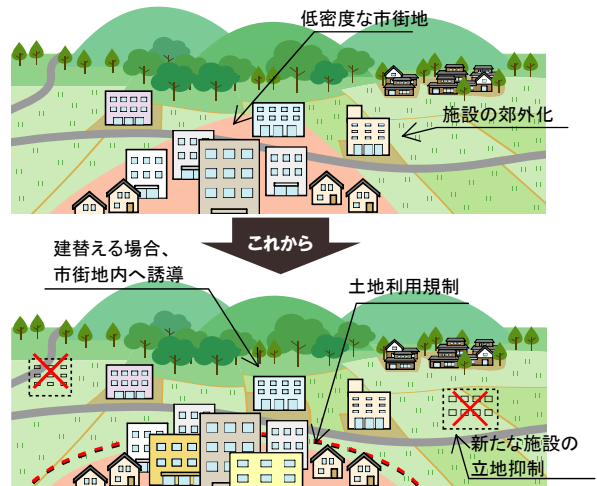 低密度な市街地
施設の郊外化
これから
建替える場合、
市街地内へ誘導
土地利用規制
新たな施設の
立地抑制